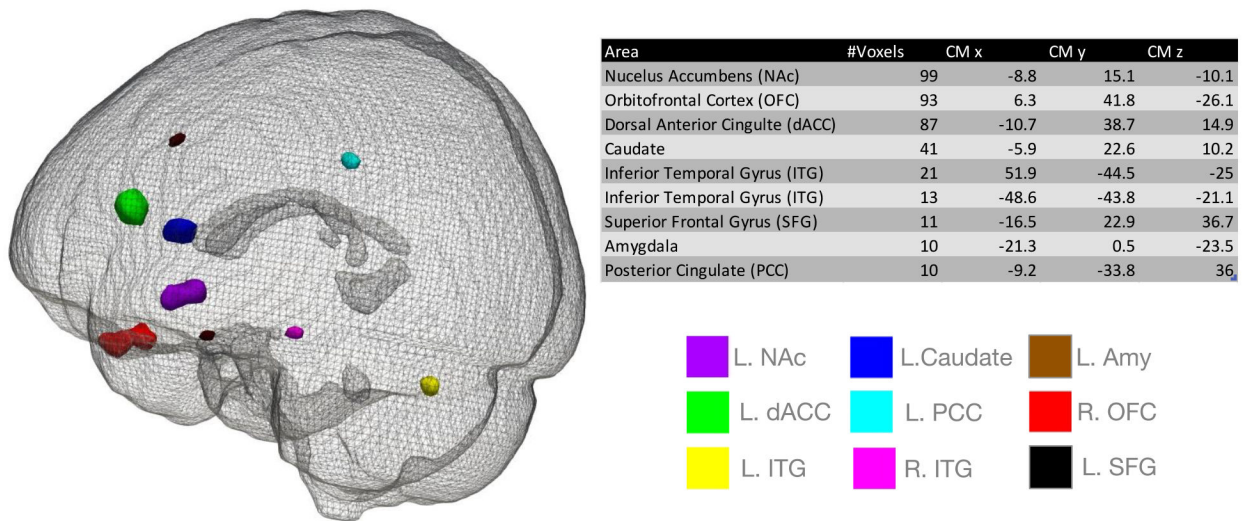 Area #Voxels CM x CM y CM z
Nucelus Accumbens (NAc) 99 -8.8 15.1 -10.1
Orbitofrontal Cortex (OFC) 93 6.3 41.8 -26.1
Dorsal Anterior Cingulte (dACC) 87 -10.7 38.7 14.9
Caudate 41 -5.9 22.6 10.2
Inferior Temporal Gyrus (ITG) 21 51.9 -44.5 -25
Inferior Temporal Gyrus (ITG) 13 -48.6 -43.8 -21.1
Superior Frontal Gyrus (SFG) 11 -16.5 22.9 36.7
Amygdala 10 -21.3 0.5 -23.5
Posterior Cingulate (PCC) 10 -9.2 -33.8 36
L. NAc L.Caudate L. Amy
L. dACC L. PCC R. OFC
L. ITG R. ITG L. SFG